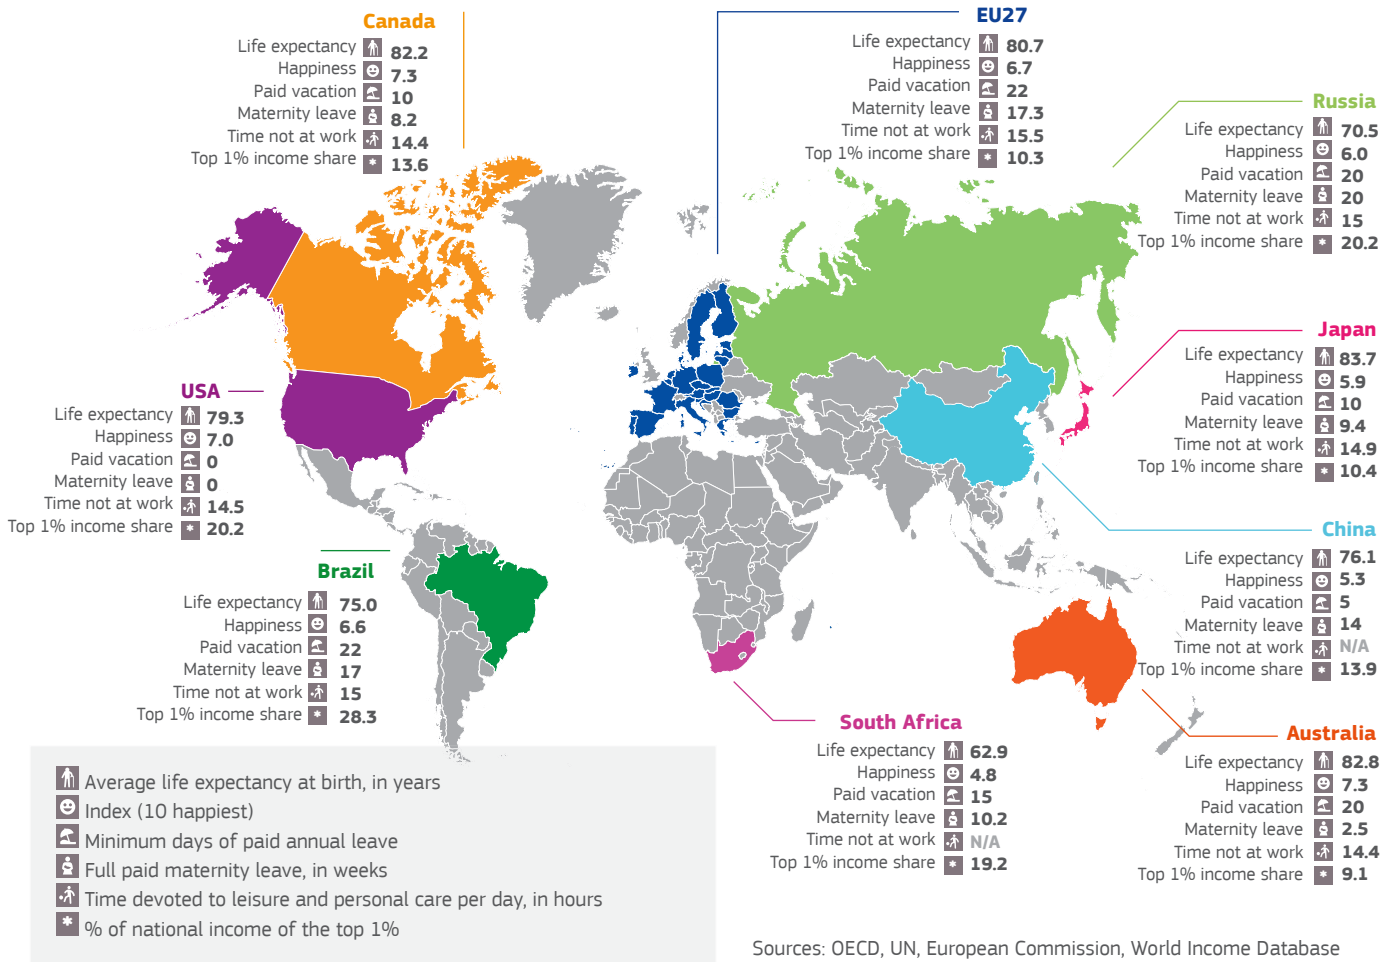 Canada
Life expectancy 82.2
Happiness 7.3
Paid vacation 10
Maternity leave 8.2
Time not at work 14.4
Top 1% income share * 13.6
EU27
Life expectancy 80.7
Happiness 6.7
Paid vacation 22
Maternity leave 17.3
Time not at work 15.5
Top 1% income share * 10.3
Russia
Life expectancy 70.5
Happiness 6.0
Paid vacation 20
Maternity leave 20
Time not at work 15
Top 1% income share * 20.2
Japan
Life expectancy 83.7
Happiness 5.9
Paid vacation 10
Maternity leave 9.4
Time not at work 14.9
Top 1% income share * 10.4
USA
Life expectancy 79.3
Happiness 7.0
Paid vacation 0
Maternity leave 0
Time not at work 14.5
Top 1% income share * 20.2
China
Life expectancy 76.1
Happiness 5.3
Paid vacation 5
Maternity leave 14
Time not at work N/A
Top 1% income share * 13.9
Brazil
Life expectancy 75.0
Happiness 6.6
Paid vacation 22
Maternity leave 17
Time not at work 15
Top 1% income share * 28.3
South Africa
Life expectancy 62.9
Happiness 4.8
Paid vacation 15
Maternity leave 10.2
Time not at work N/A
Top 1% income share * 19.2
Australia
Life expectancy 82.8
Happiness 7.3
Paid vacation 20
Maternity leave 2.5
Time not at work 14.4
Top 1% income share * 9.1
Average life expectancy at birth, in years
Index (10 happiest)
Minimum days of paid annual leave
Full paid maternity leave, in weeks
Time devoted to leisure and personal care per day, in hours
* % of national income of the top 1%
Sources: OECD, UN, European Commission, World Income Database